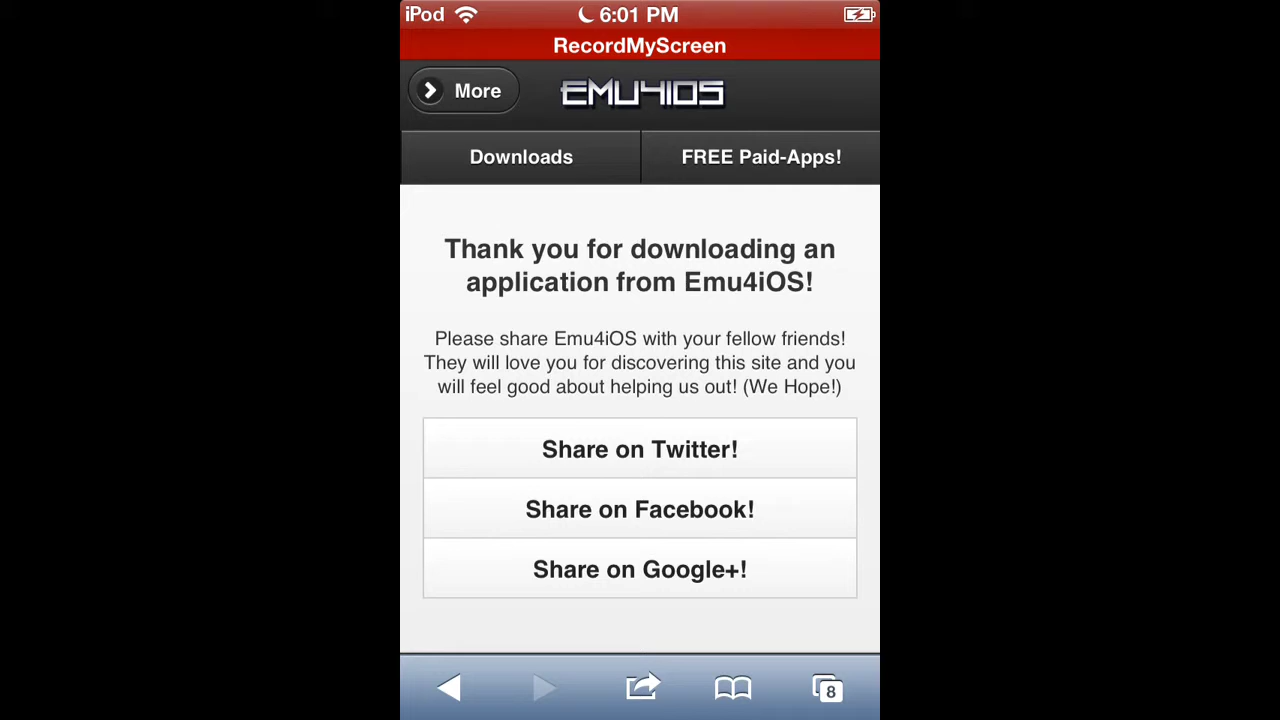 iPod 6:01 PM
RecordMyScreen
More EMU4IOS
Downloads FREE Paid-Apps!
Thank you for downloading an
application from Emu4iOS!
Please share Emu4iOS with your fellow friends!
They will love you for discovering this site and you
will feel good about helping us out! (We Hope!)
Share on Twitter!
Share on Facebook!
Share on Google+!
8